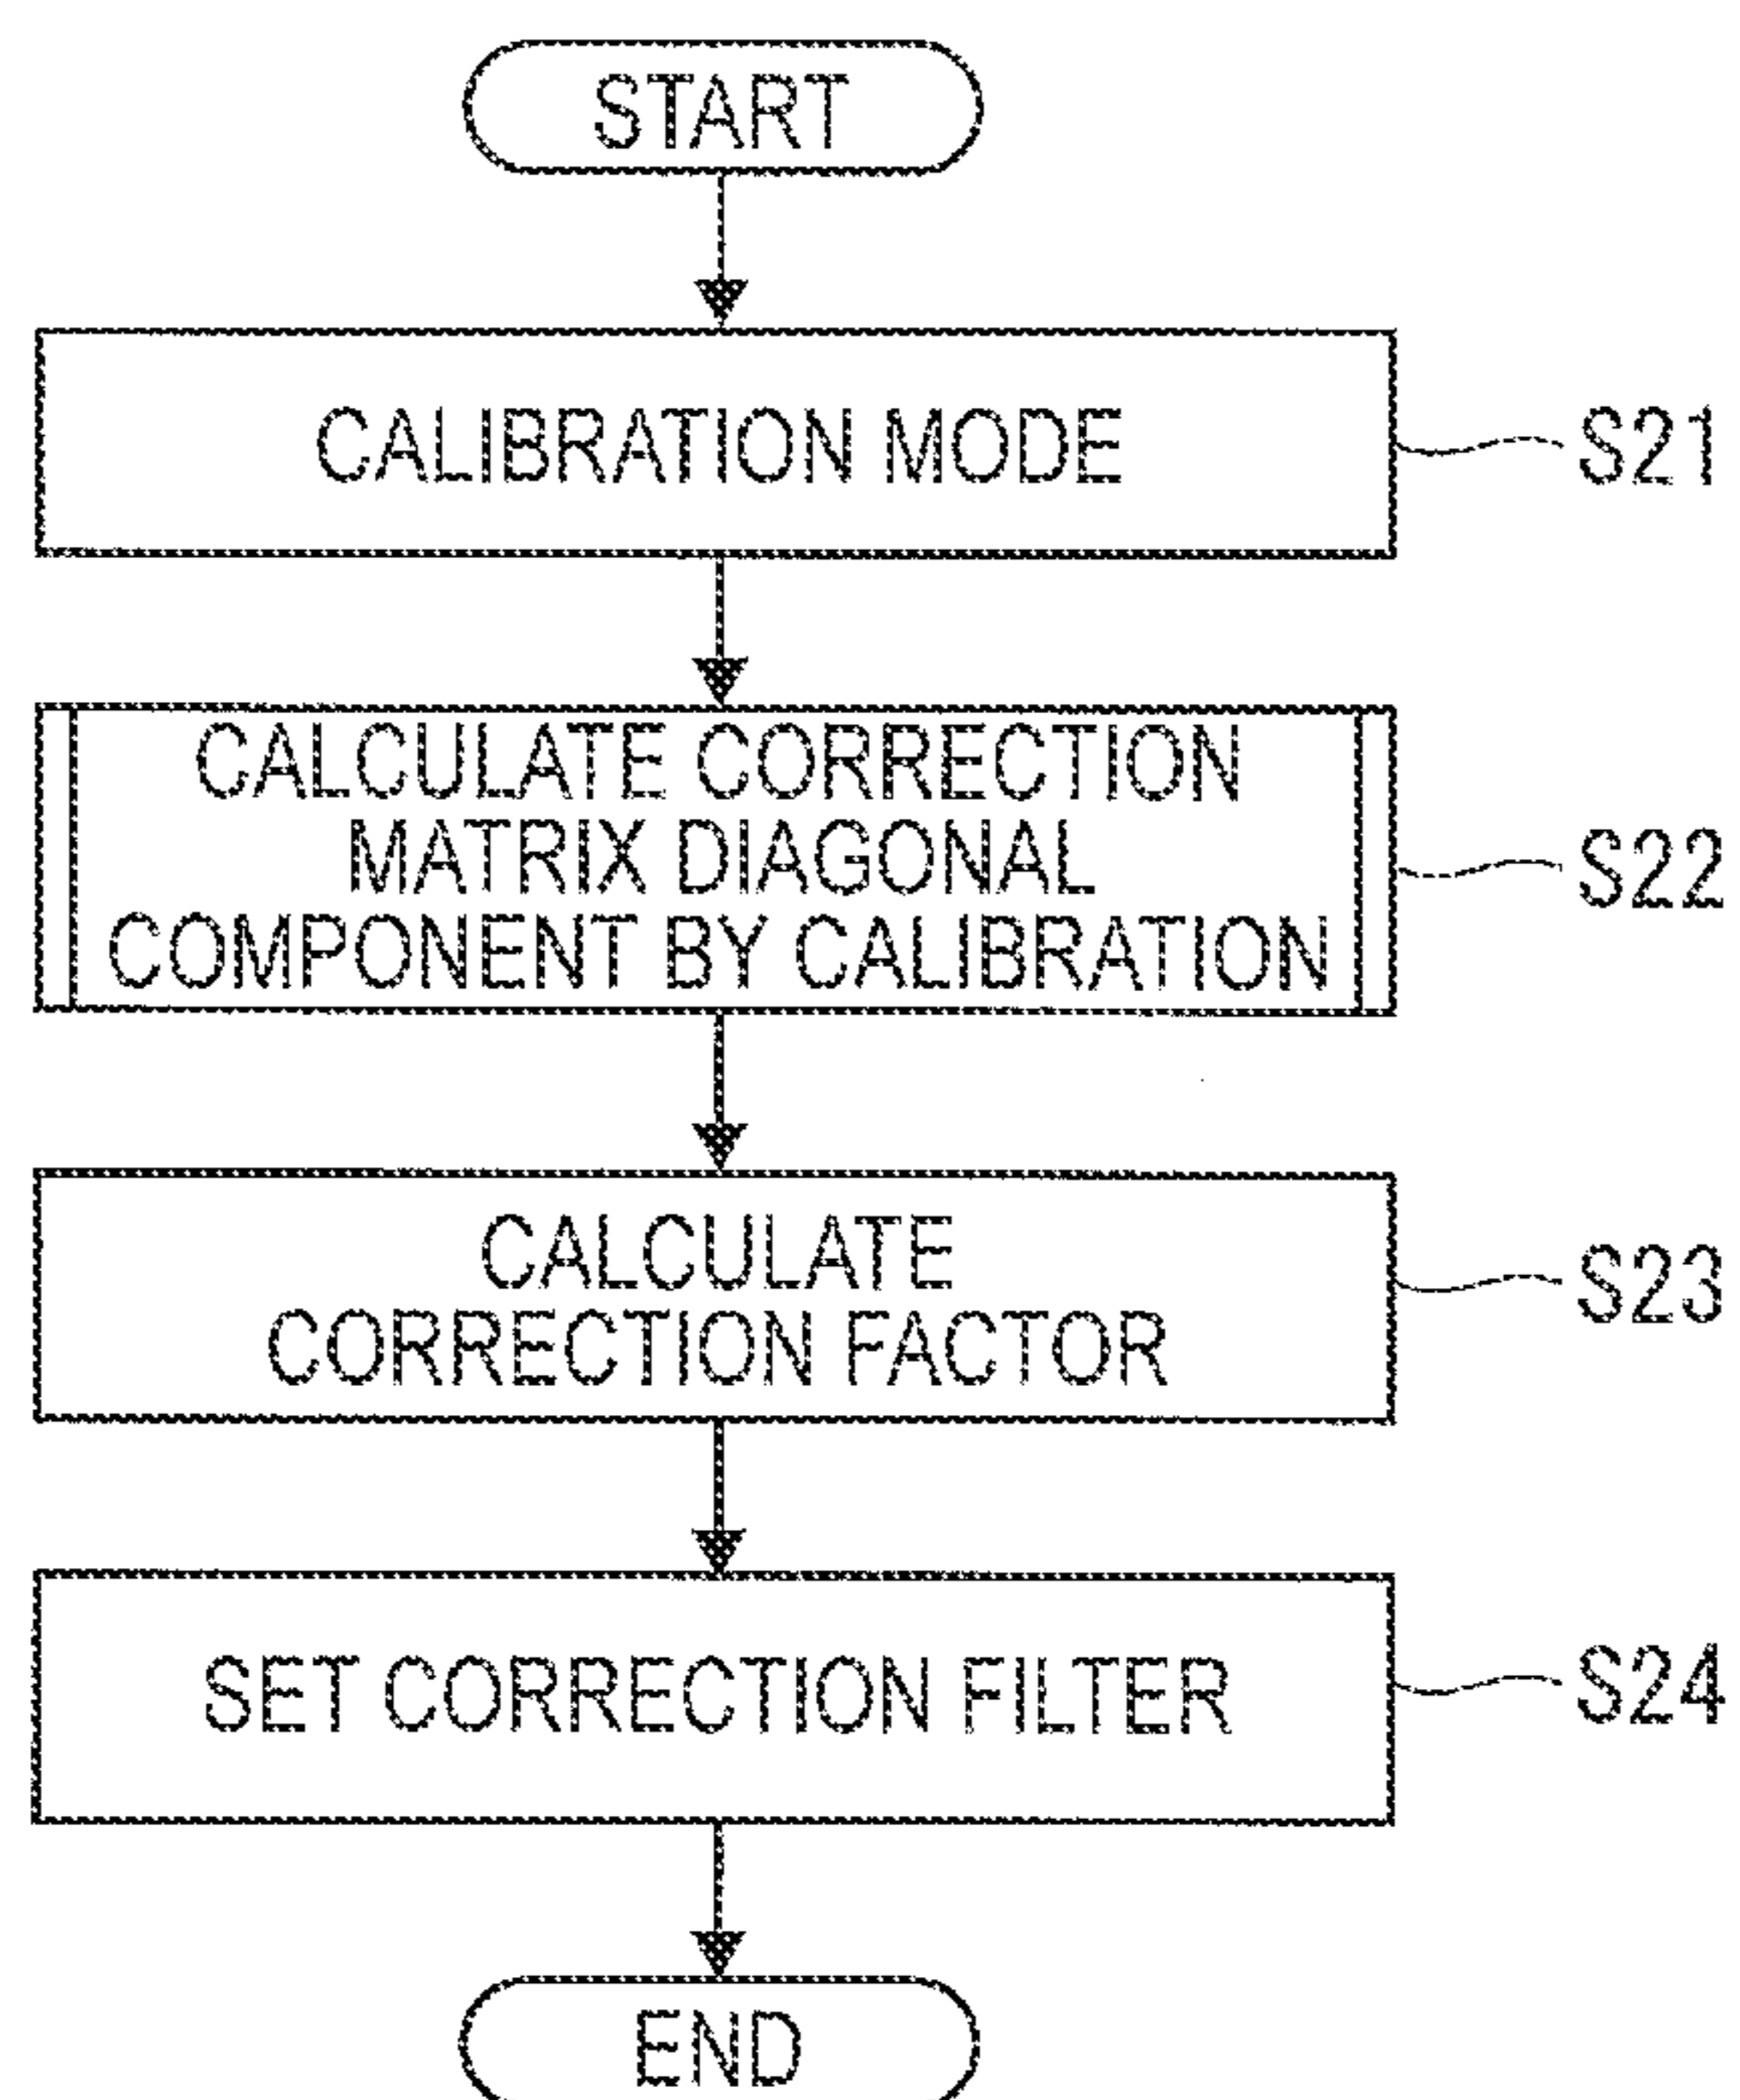 START
CALIBRATION MODE
S21
CALCULATE CORRECTION
MATRIX DIAGONAL
COMPONENT BY CALIBRATION
S22
CALCULATE
CORRECTION FACTOR
S23
SET CORRECTION FILTER
S24
END